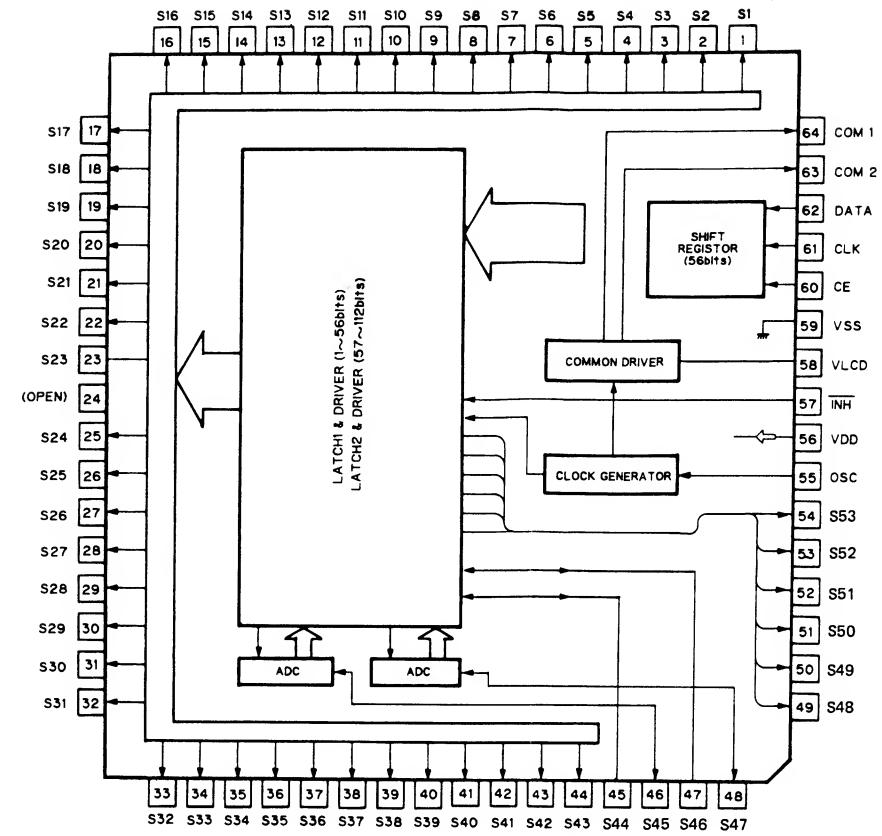 S16 S15 S14 S13 S12 S11 S10 S9 S8 S7 S6 S5 S4 S3 S2 S1
16 15 14 13 12 11 10 9 8 7 6 5 4 3 2 1
S17 17
S18 18
S19 19
S20 20
S21 21
S22 22
S23 23
(OPEN) 24
S24 25
S25 26
S26 27
S27 28
S28 29
S29 30
S30 31
S31 32
LATCH1 & DRIVER (1~56bits)
LATCH2 & DRIVER (57~112bits)
ADC
ADC
SHIFT
REGISTOR
(56bits)
COMMON DRIVER
CLOCK GENERATOR
64 COM 1
63 COM 2
62 DATA
61 CLK
60 CE
59 VSS
58 VLCD
57 INH
56 VDD
55 OSC
54 S53
53 S52
52 S51
51 S50
50 S49
49 S48
33 34 35 36 37 38 39 40 41 42 43 44 45 46 47 48
S32 S33 S34 S35 S36 S37 S38 S39 S40 S41 S42 S43 S44 S45 S46 S47